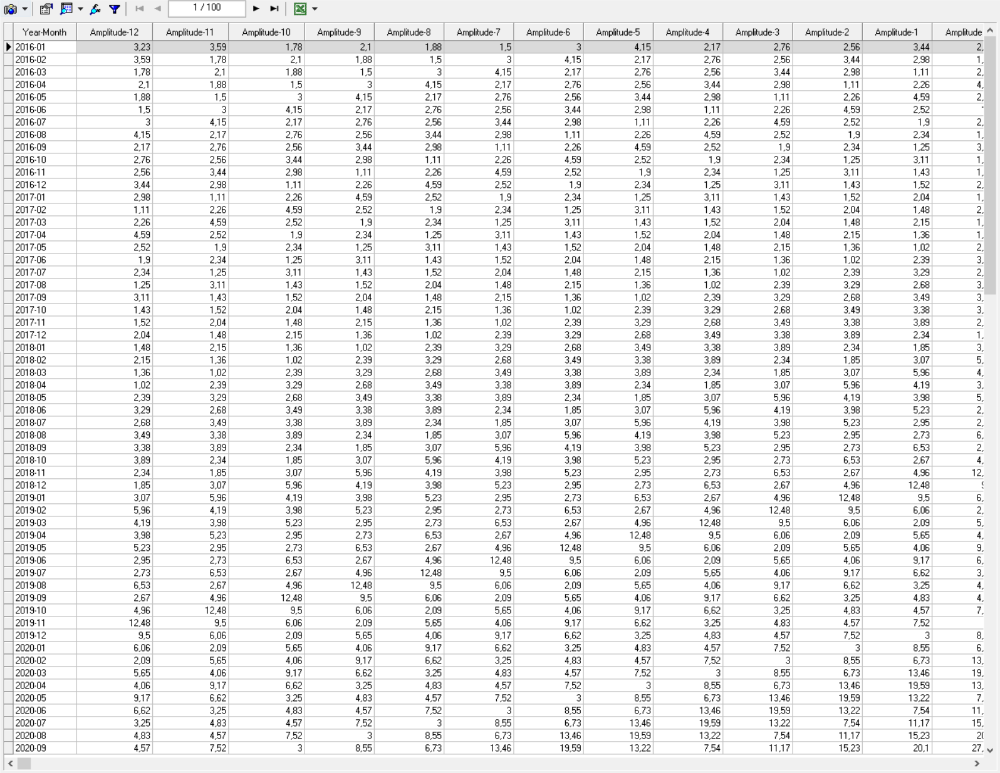 1 / 100
Year-Month Amplitude-12 Amplitude-11 Amplitude-10 Amplitude-9 Amplitude-8 Amplitude-7 Amplitude-6 Amplitude-5 Amplitude-4 Amplitude-3 Amplitude-2 Amplitude-1 Amplitude
2016-01 3,23 3,59 1,78 2,1 1,88 1,5 3 4,15 2,17 2,76 2,56 3,44 2,
2016-02 3,59 1,78 2,1 1,88 1,5 3 4,15 2,17 2,76 2,56 3,44 2,98 1,
2016-03 1,78 2,1 1,88 1,5 3 4,15 2,17 2,76 2,56 3,44 2,98 1,11 2,
2016-04 2,1 1,88 1,5 3 4,15 2,17 2,76 2,56 3,44 2,98 1,11 2,26 4,
2016-05 1,88 1,5 3 4,15 2,17 2,76 2,56 3,44 2,98 1,11 2,26 4,59 2,
2016-06 1,5 3 4,15 2,17 2,76 2,56 3,44 2,98 1,11 2,26 4,59 2,52
2016-07 3 4,15 2,17 2,76 2,56 3,44 2,98 1,11 2,26 4,59 2,52 1,9 2,
2016-08 4,15 2,17 2,76 2,56 3,44 2,98 1,11 2,26 4,59 2,52 1,9 2,34 1,
2016-09 2,17 2,76 2,56 3,44 2,98 1,11 2,26 4,59 2,52 1,9 2,34 1,25 3,
2016-10 2,76 2,56 3,44 2,98 1,11 2,26 4,59 2,52 1,9 2,34 1,25 3,11 1,
2016-11 2,56 3,44 2,98 1,11 2,26 4,59 2,52 1,9 2,34 1,25 3,11 1,43 1,
2016-12 3,44 2,98 1,11 2,26 4,59 2,52 1,9 2,34 1,25 3,11 1,43 1,52 2,
2017-01 2,98 1,11 2,26 4,59 2,52 1,9 2,34 1,25 3,11 1,43 1,52 2,04 1,
2017-02 1,11 2,26 4,59 2,52 1,9 2,34 1,25 3,11 1,43 1,52 2,04 1,48 2,
2017-03 2,26 4,59 2,52 1,9 2,34 1,25 3,11 1,43 1,52 2,04 1,48 2,15 1,
2017-04 4,59 2,52 1,9 2,34 1,25 3,11 1,43 1,52 2,04 1,48 2,15 1,36 1,
2017-05 2,52 1,9 2,34 1,25 3,11 1,43 1,52 2,04 1,48 2,15 1,36 1,02 2,
2017-06 1,9 2,34 1,25 3,11 1,43 1,52 2,04 1,48 2,15 1,36 1,02 2,39 3,
2017-07 2,34 1,25 3,11 1,43 1,52 2,04 1,48 2,15 1,36 1,02 2,39 3,29 2,
2017-08 1,25 3,11 1,43 1,52 2,04 1,48 2,15 1,36 1,02 2,39 3,29 2,68 3,
2017-09 3,11 1,43 1,52 2,04 1,48 2,15 1,36 1,02 2,39 3,29 2,68 3,49 3,
2017-10 1,43 1,52 2,04 1,48 2,15 1,36 1,02 2,39 3,29 2,68 3,49 3,38 3,
2017-11 1,52 2,04 1,48 2,15 1,36 1,02 2,39 3,29 2,68 3,49 3,38 3,89 2,
2017-12 2,04 1,48 2,15 1,36 1,02 2,39 3,29 2,68 3,49 3,38 3,89 2,34 1,
2018-01 1,48 2,15 1,36 1,02 2,39 3,29 2,68 3,49 3,38 3,89 2,34 1,85 3,
2018-02 2,15 1,36 1,02 2,39 3,29 2,68 3,49 3,38 3,89 2,34 1,85 3,07 5,
2018-03 1,36 1,02 2,39 3,29 2,68 3,49 3,38 3,89 2,34 1,85 3,07 5,96 4,
2018-04 1,02 2,39 3,29 2,68 3,49 3,38 3,89 2,34 1,85 3,07 5,96 4,19 3,
2018-05 2,39 3,29 2,68 3,49 3,38 3,89 2,34 1,85 3,07 5,96 4,19 3,98 5,
2018-06 3,29 2,68 3,49 3,38 3,89 2,34 1,85 3,07 5,96 4,19 3,98 5,23 2,
2018-07 2,68 3,49 3,38 3,89 2,34 1,85 3,07 5,96 4,19 3,98 5,23 2,95 2,
2018-08 3,49 3,38 3,89 2,34 1,85 3,07 5,96 4,19 3,98 5,23 2,95 2,73 6,
2018-09 3,38 3,89 2,34 1,85 3,07 5,96 4,19 3,98 5,23 2,95 2,73 6,53 2,
2018-10 3,89 2,34 1,85 3,07 5,96 4,19 3,98 5,23 2,95 2,73 6,53 2,67 4,
2018-11 2,34 1,85 3,07 5,96 4,19 3,98 5,23 2,95 2,73 6,53 2,67 4,96 12,
2018-12 1,85 3,07 5,96 4,19 3,98 5,23 2,95 2,73 6,53 2,67 4,96 12,48
2019-01 3,07 5,96 4,19 3,98 5,23 2,95 2,73 6,53 2,67 4,96 12,48 9,5 6,
2019-02 5,96 4,19 3,98 5,23 2,95 2,73 6,53 2,67 4,96 12,48 9,5 6,06 2,
2019-03 4,19 3,98 5,23 2,95 2,73 6,53 2,67 4,96 12,48 9,5 6,06 2,09 5,
2019-04 3,98 5,23 2,95 2,73 6,53 2,67 4,96 12,48 9,5 6,06 2,09 5,65 4,
2019-05 5,23 2,95 2,73 6,53 2,67 4,96 12,48 9,5 6,06 2,09 5,65 4,06 9,
2019-06 2,95 2,73 6,53 2,67 4,96 12,48 9,5 6,06 2,09 5,65 4,06 9,17 6,
2019-07 2,73 6,53 2,67 4,96 12,48 9,5 6,06 2,09 5,65 4,06 9,17 6,62 3,
2019-08 6,53 2,67 4,96 12,48 9,5 6,06 2,09 5,65 4,06 9,17 6,62 3,25 4,
2019-09 2,67 4,96 12,48 9,5 6,06 2,09 5,65 4,06 9,17 6,62 3,25 4,83 4,
2019-10 4,96 12,48 9,5 6,06 2,09 5,65 4,06 9,17 6,62 3,25 4,83 4,57 7,
2019-11 12,48 9,5 6,06 2,09 5,65 4,06 9,17 6,62 3,25 4,83 4,57 7,52
2019-12 9,5 6,06 2,09 5,65 4,06 9,17 6,62 3,25 4,83 4,57 7,52 3 8,
2020-01 6,06 2,09 5,65 4,06 9,17 6,62 3,25 4,83 4,57 7,52 3 8,55 6,
2020-02 2,09 5,65 4,06 9,17 6,62 3,25 4,83 4,57 7,52 3 8,55 6,73 13,
2020-03 5,65 4,06 9,17 6,62 3,25 4,83 4,57 7,52 3 8,55 6,73 13,46 19,
2020-04 4,06 9,17 6,62 3,25 4,83 4,57 7,52 3 8,55 6,73 13,46 19,59 13,
2020-05 9,17 6,62 3,25 4,83 4,57 7,52 3 8,55 6,73 13,46 19,59 13,22 7,
2020-06 6,62 3,25 4,83 4,57 7,52 3 8,55 6,73 13,46 19,59 13,22 7,54 11,
2020-07 3,25 4,83 4,57 7,52 3 8,55 6,73 13,46 19,59 13,22 7,54 11,17 15,
2020-08 4,83 4,57 7,52 3 8,55 6,73 13,46 19,59 13,22 7,54 11,17 15,23 20
2020-09 4,57 7,52 3 8,55 6,73 13,46 19,59 13,22 7,54 11,17 15,23 20,1 27,